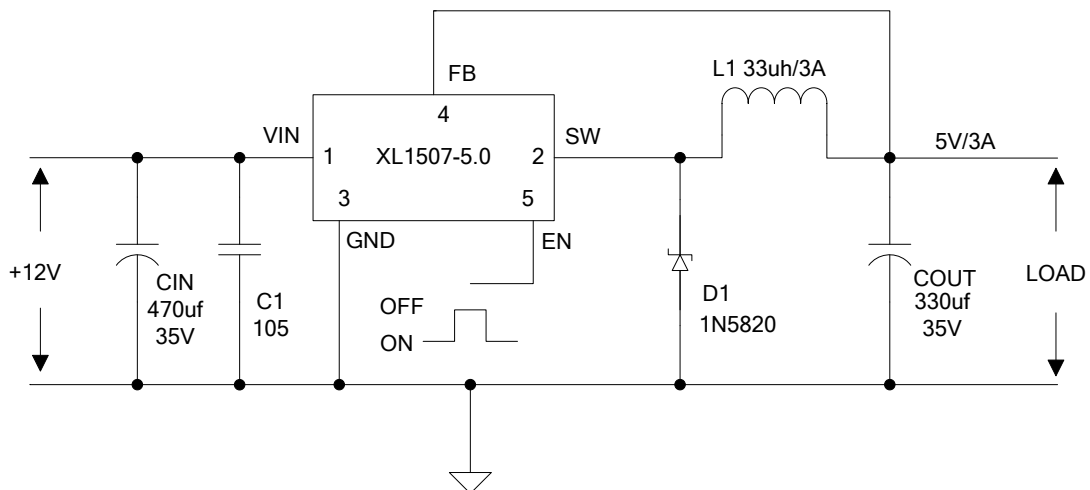 FB
L1 33uh/3A
4
VIN
SW
5V/3A
1
XL1507-5.0
2
3
5
GND
EN
+12V
CIN
470uf
35V
C1
105
OFF
ON
D1
1N5820
COUT
330uf
35V
LOAD